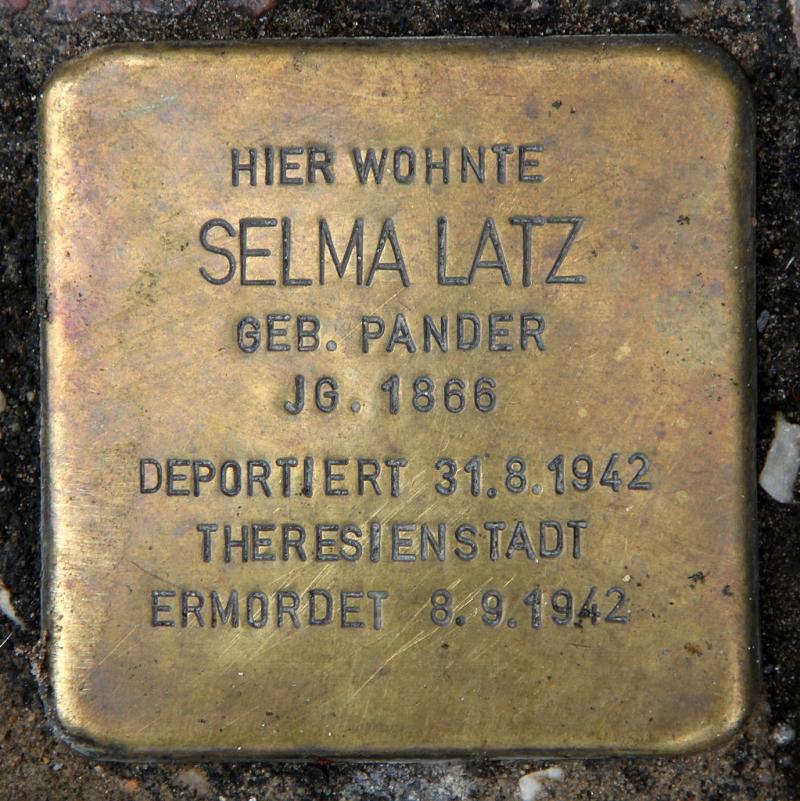 HIER WOHNTE
SELMA LATZ
GEB. PANDER
JG. 1866
DEPORTIERT 31.8.1942
THERESIENSTADT
ERMORDET 8.9.1942